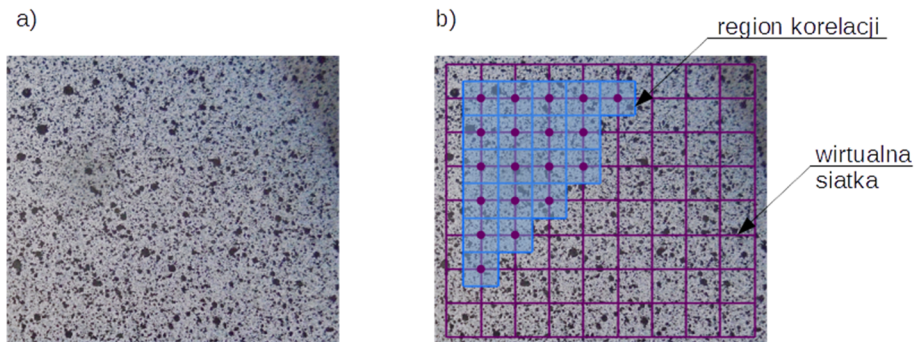 a)
b)
region korelacji
wirtualna
siatka